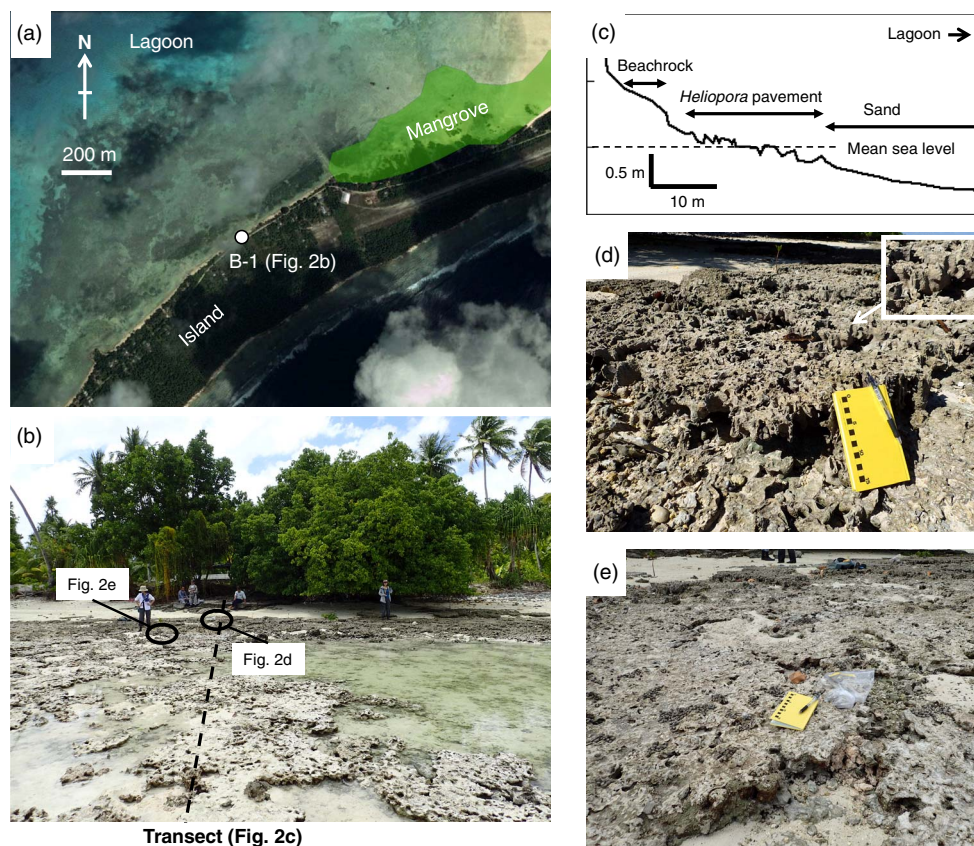 (a)
N
Lagoon
Mangrove
200 m
B-1 (Fig. 2b)
Island
(b)
Fig. 2e
Fig. 2d
Transect (Fig. 2c)
(c)
Lagoon
Beachrock
Heliopora pavement
Sand
Mean sea level
0.5 m
10 m
(d)
(e)